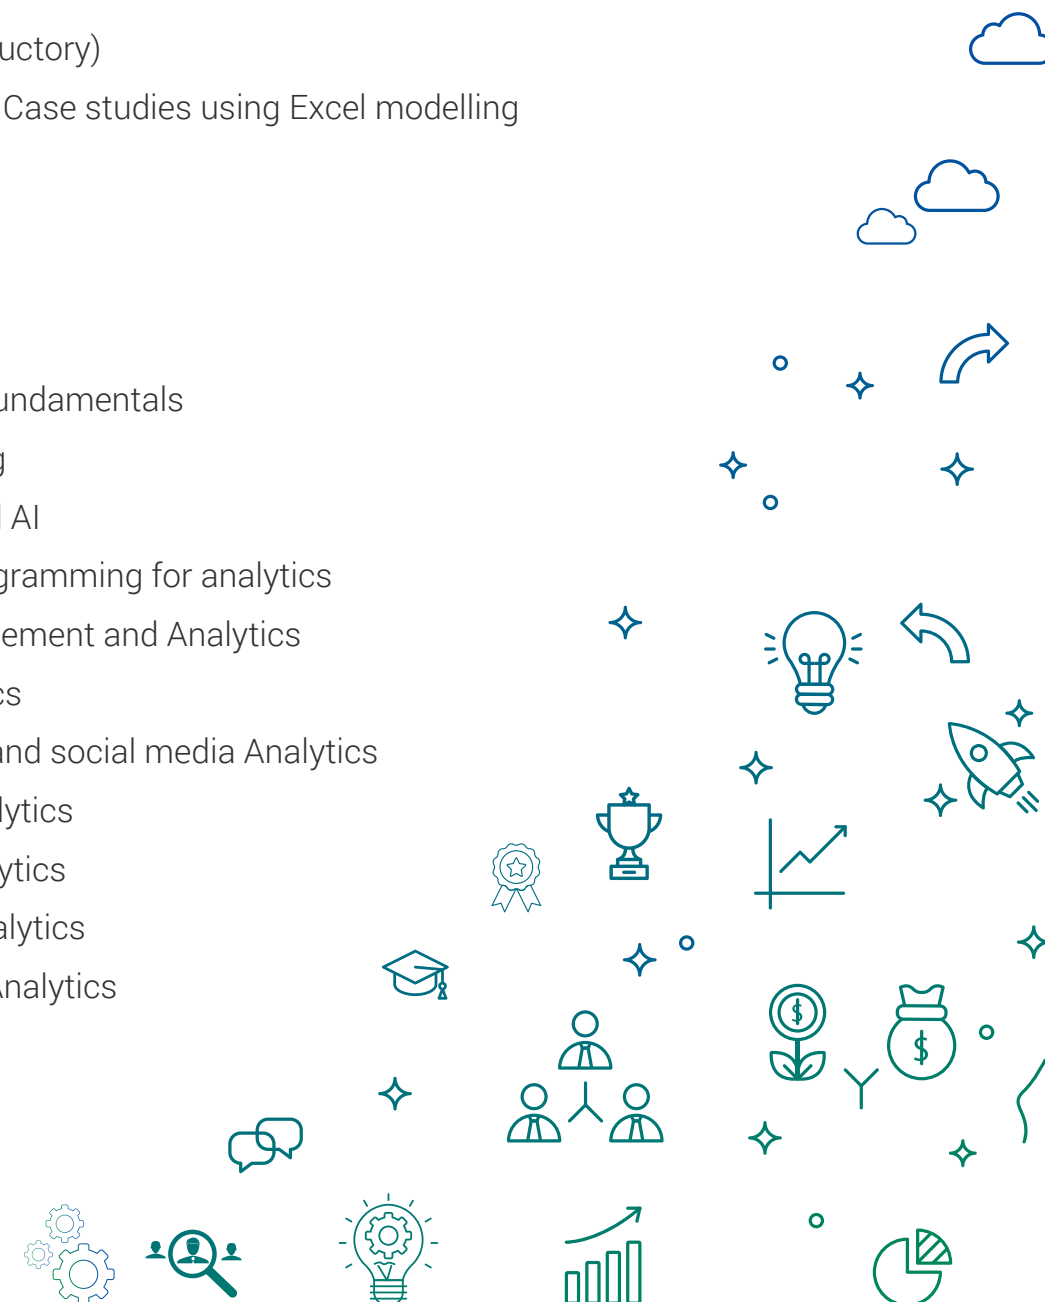 uctory)
Case studies using Excel modelling
undamentals
g
AI
gramming for analytics
ement and Analytics
cs
and social media Analytics
lytics
ytics
alytics
Analytics
$ $